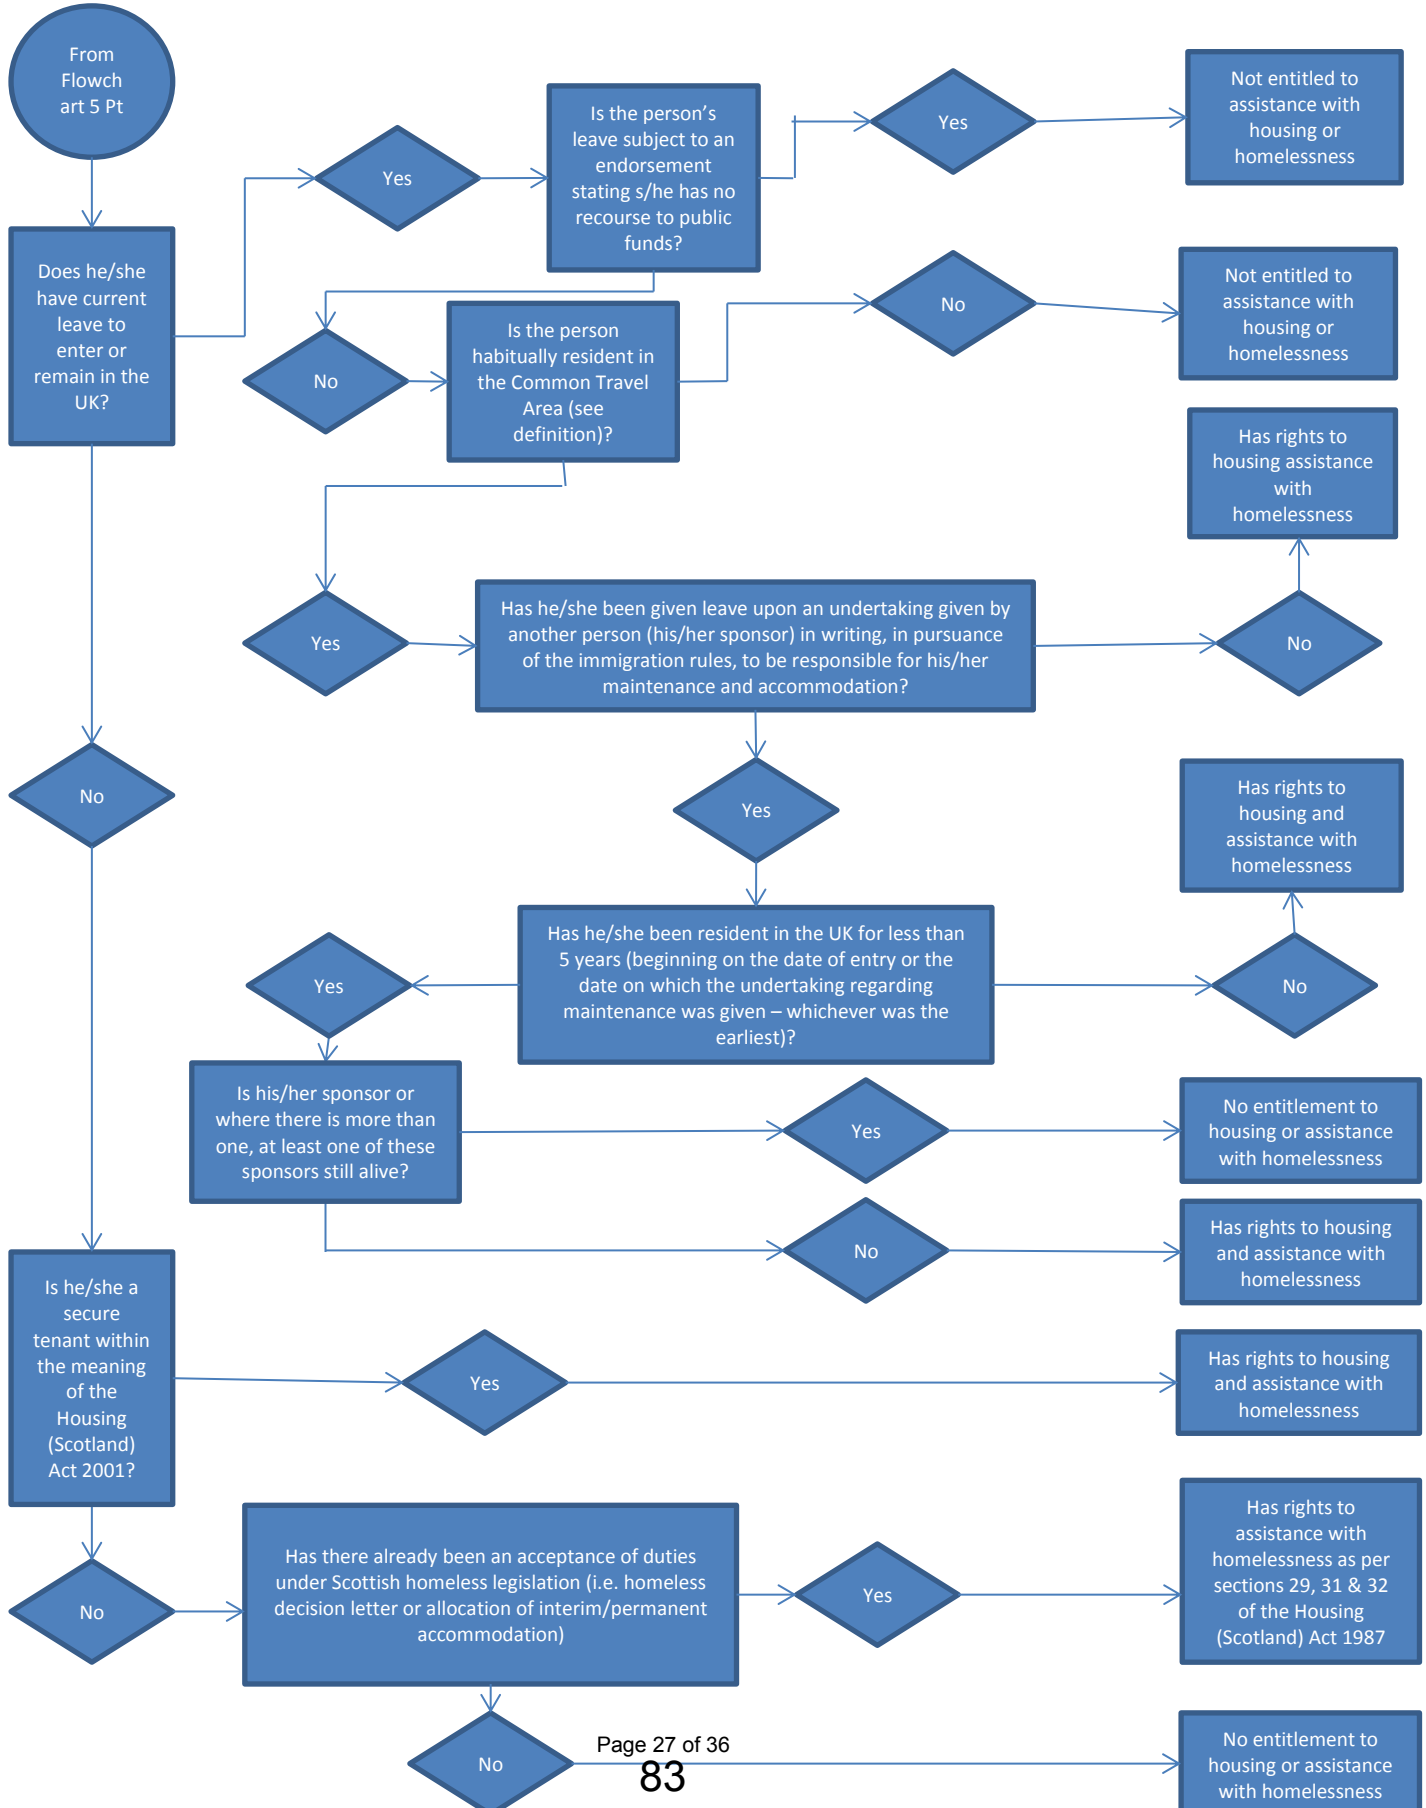 From
Flowch
art 5 Pt
Yes
Is the person's
leave subject to an
endorsement
stating s/he has no
recourse to public
funds?
Yes
Not entitled to
assistance with
housing or
homelessness
Does he/she
have current
leave to
enter or
remain in the
UK?
No
Is the person
habitually resident in
the Common Travel
Area (see
definition)?
No
Not entitled to
assistance with
housing or
homelessness
Has rights to
housing assistance
with
homelessness
Yes
Has he/she been given leave upon an undertaking given by
another person (his/her sponsor) in writing, in pursuance
of the immigration rules, to be responsible for his/her
maintenance and accommodation?
No
No
Yes
Has rights to
housing and
assistance with
homelessness
Yes
Has he/she been resident in the UK for less than
5 years (beginning on the date of entry or the
date on which the undertaking regarding
maintenance was given – whichever was the
earliest)?
No
Is his/her sponsor or
where there is more than
one, at least one of these
sponsors still alive?
Yes
No entitlement to
housing or assistance
with homelessness
No
Has rights to housing
and assistance with
homelessness
Is he/she a
secure
tenant within
the meaning
of the
Housing
(Scotland)
Act 2001?
Yes
Has rights to housing
and assistance with
homelessness
No
Has there already been an acceptance of duties
under Scottish homeless legislation (i.e. homeless
decision letter or allocation of interim/permanent
accommodation)
Yes
Has rights to
assistance with
homelessness as per
sections 29, 31 & 32
of the Housing
(Scotland) Act 1987
No
No entitlement to
housing or assistance
with homelessness
Page 27 of 36
83